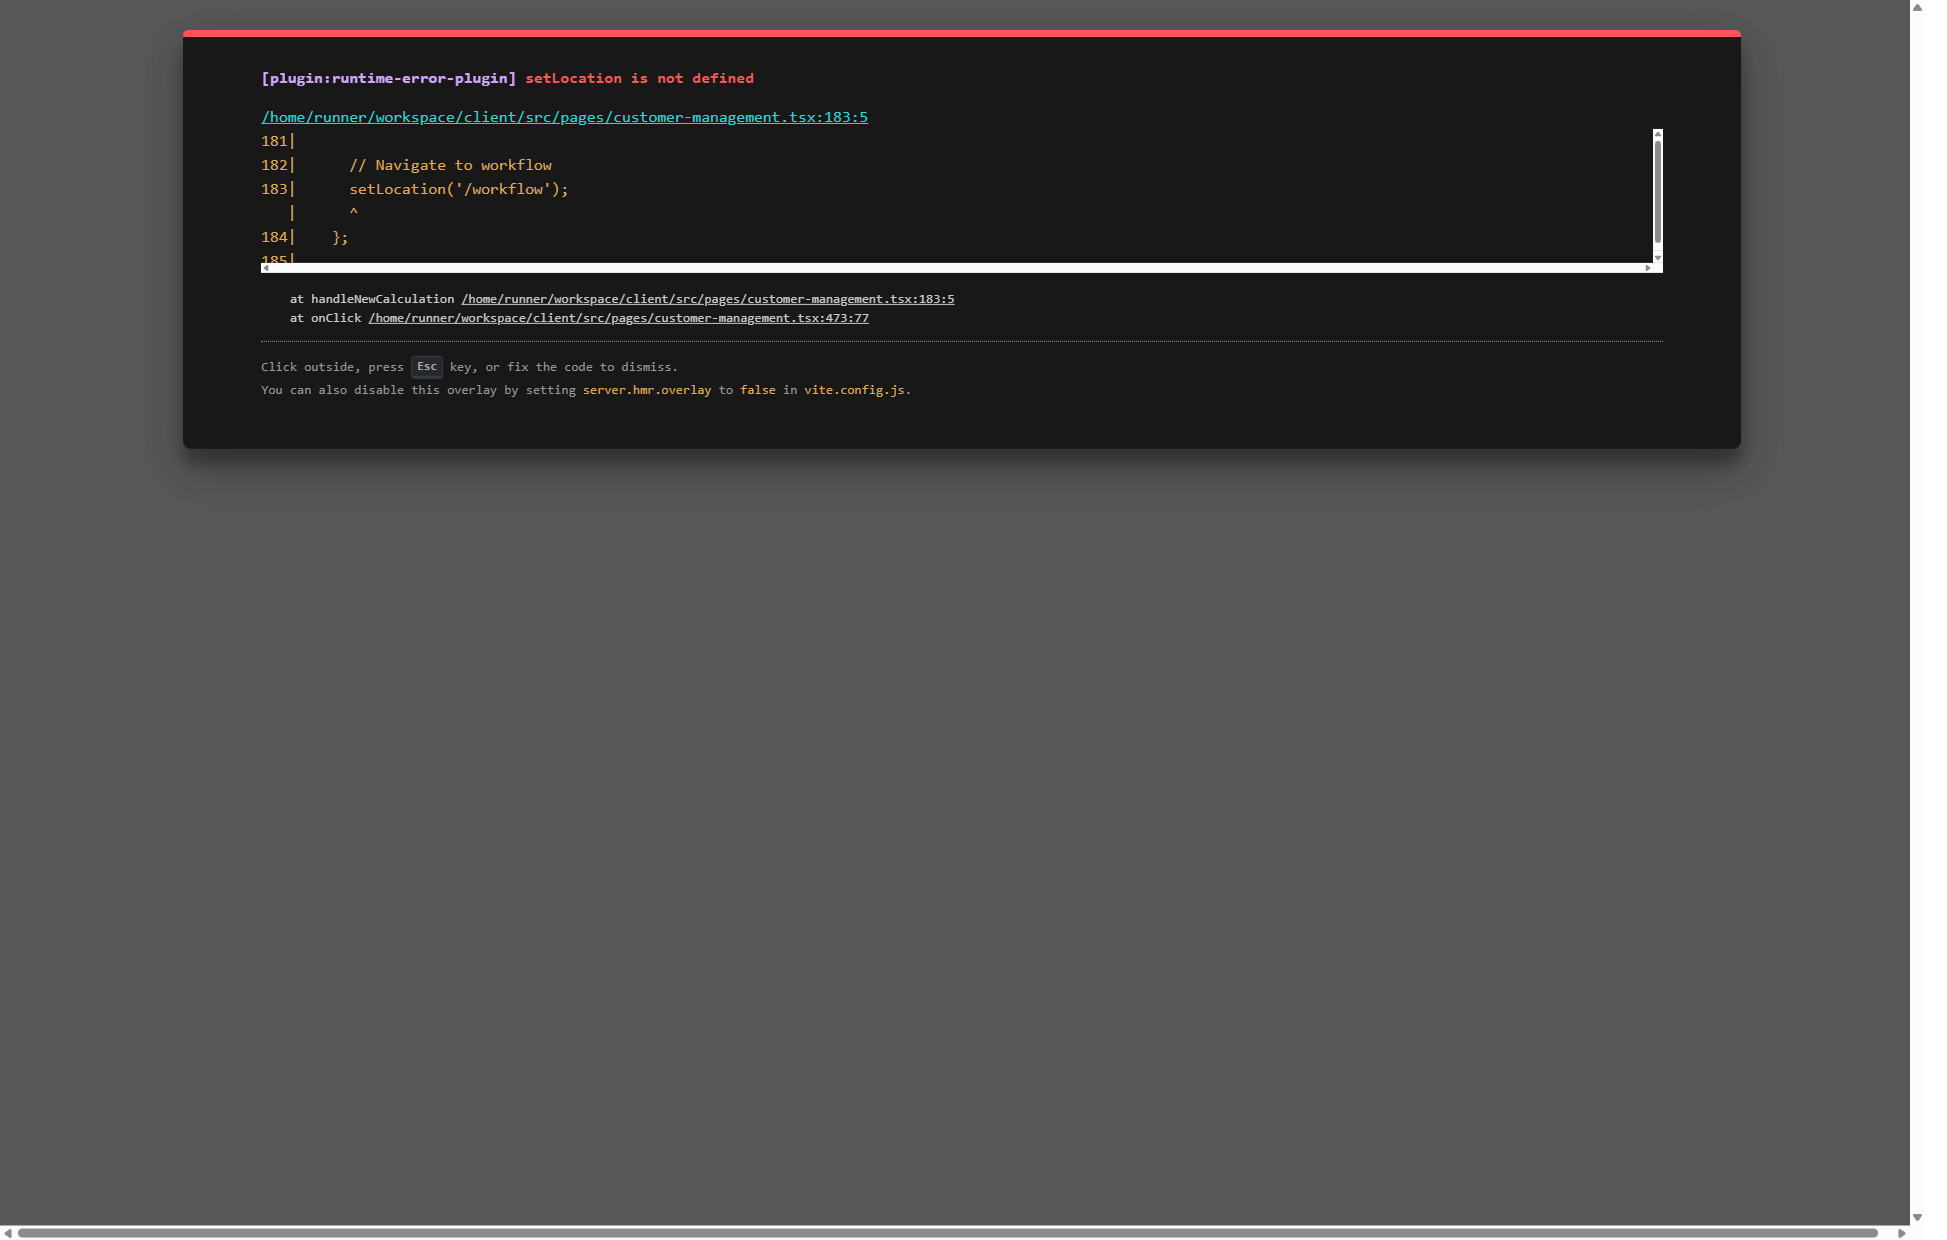 [plugin:runtime-error-plugin] setLocation is not defined
/home/runner/workspace/client/src/pages/customer-management.tsx:183:5
181|
182|      // Navigate to workflow
183|      setLocation('/workflow');
   |      ^
184|    };
185|
at handleNewCalculation /home/runner/workspace/client/src/pages/customer-management.tsx:183:5
at onClick /home/runner/workspace/client/src/pages/customer-management.tsx:473:77
Click outside, press Esc key, or fix the code to dismiss.
You can also disable this overlay by setting server.hmr.overlay to false in vite.config.js.